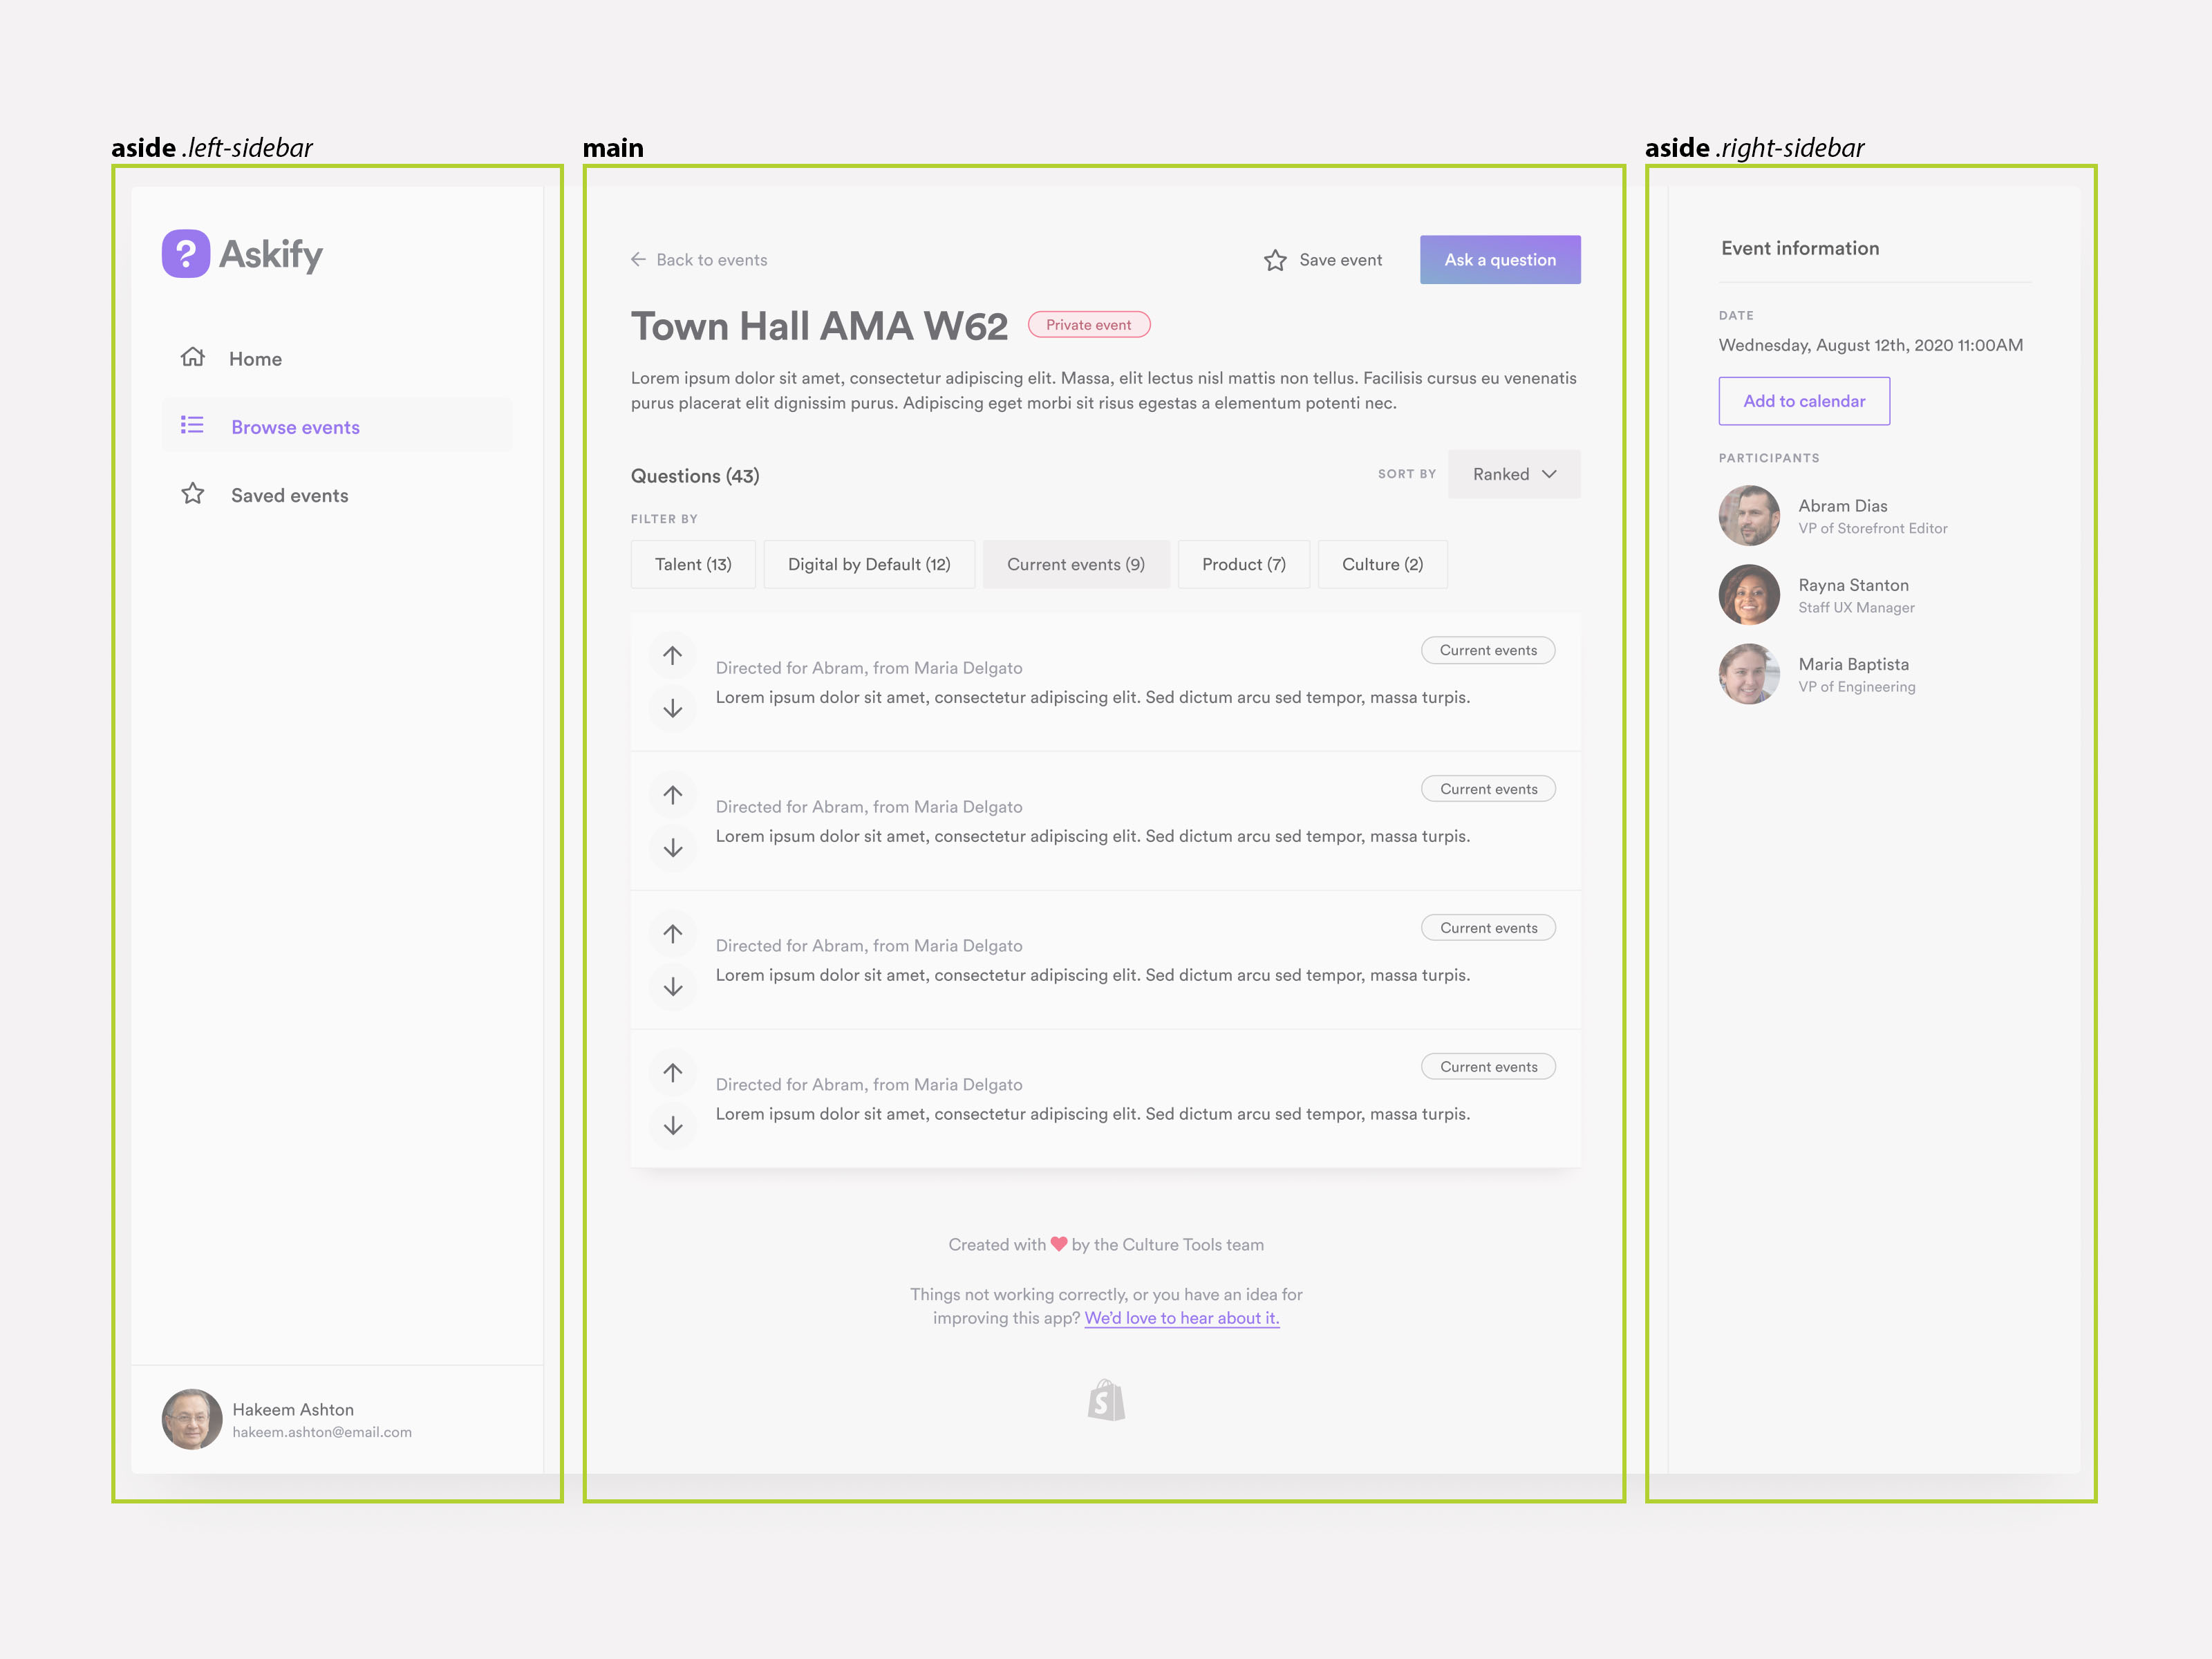 aside .left-sidebar
? Askify
Home
Browse events
Saved events
Hakeem Ashton
hakeem.ashton@email.com
main
Back to events
Save event
Ask a question
Town Hall AMA W62
Private event
Lorem ipsum dolor sit amet, consectetur adipiscing elit. Massa, elit lectus nisl mattis non tellus. Facilisis cursus eu venenatis
purus placerat elit dignissim purus. Adipiscing eget morbi sit risus egestas a elementum potenti nec.
Questions (43)
SORT BY
Ranked
FILTER BY
Talent (13)
Digital by Default (12)
Current events (9)
Product (7)
Culture (2)
Current events
Directed for Abram, from Maria Delgato
Lorem ipsum dolor sit amet, consectetur adipiscing elit. Sed dictum arcu sed tempor, massa turpis.
Current events
Directed for Abram, from Maria Delgato
Lorem ipsum dolor sit amet, consectetur adipiscing elit. Sed dictum arcu sed tempor, massa turpis.
Current events
Directed for Abram, from Maria Delgato
Lorem ipsum dolor sit amet, consectetur adipiscing elit. Sed dictum arcu sed tempor, massa turpis.
Current events
Directed for Abram, from Maria Delgato
Lorem ipsum dolor sit amet, consectetur adipiscing elit. Sed dictum arcu sed tempor, massa turpis.
Created with ❤ by the Culture Tools team
Things not working correctly, or you have an idea for
improving this app? We'd love to hear about it.
S
aside .right-sidebar
Event information
DATE
Wednesday, August 12th, 2020 11:00AM
Add to calendar
PARTICIPANTS
Abram Dias
VP of Storefront Editor
Rayna Stanton
Staff UX Manager
Maria Baptista
VP of Engineering